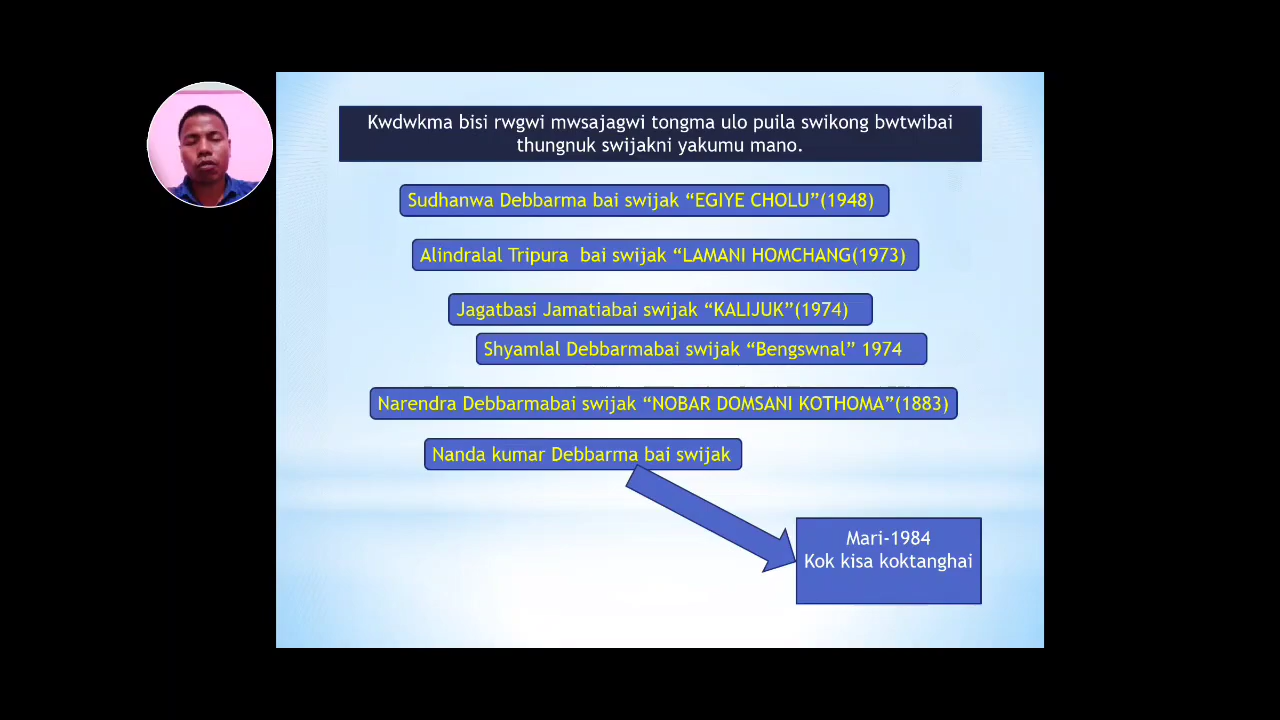 Kwdwkma bisi rwgwi mwsajagwi tongma ulo puila swikong bwtwibai
thungnuk swijakni yakumu mano.
Sudhanwa Debbarma bai swijak “EGIYE CHOLU”(1948)
Alindralal Tripura bai swijak “LAMANI HOMCHANG(1973)
Jagatbasi Jamatiabai swijak “KALIJUK”(1974)
Shyamlal Debbarmabai swijak “Bengswnal” 1974
Narendra Debbarmabai swijak “NOBAR DOMSANI KOTHOMA”(1883)
Nanda kumar Debbarma bai swijak
Mari-1984
Kok kisa koktanghai